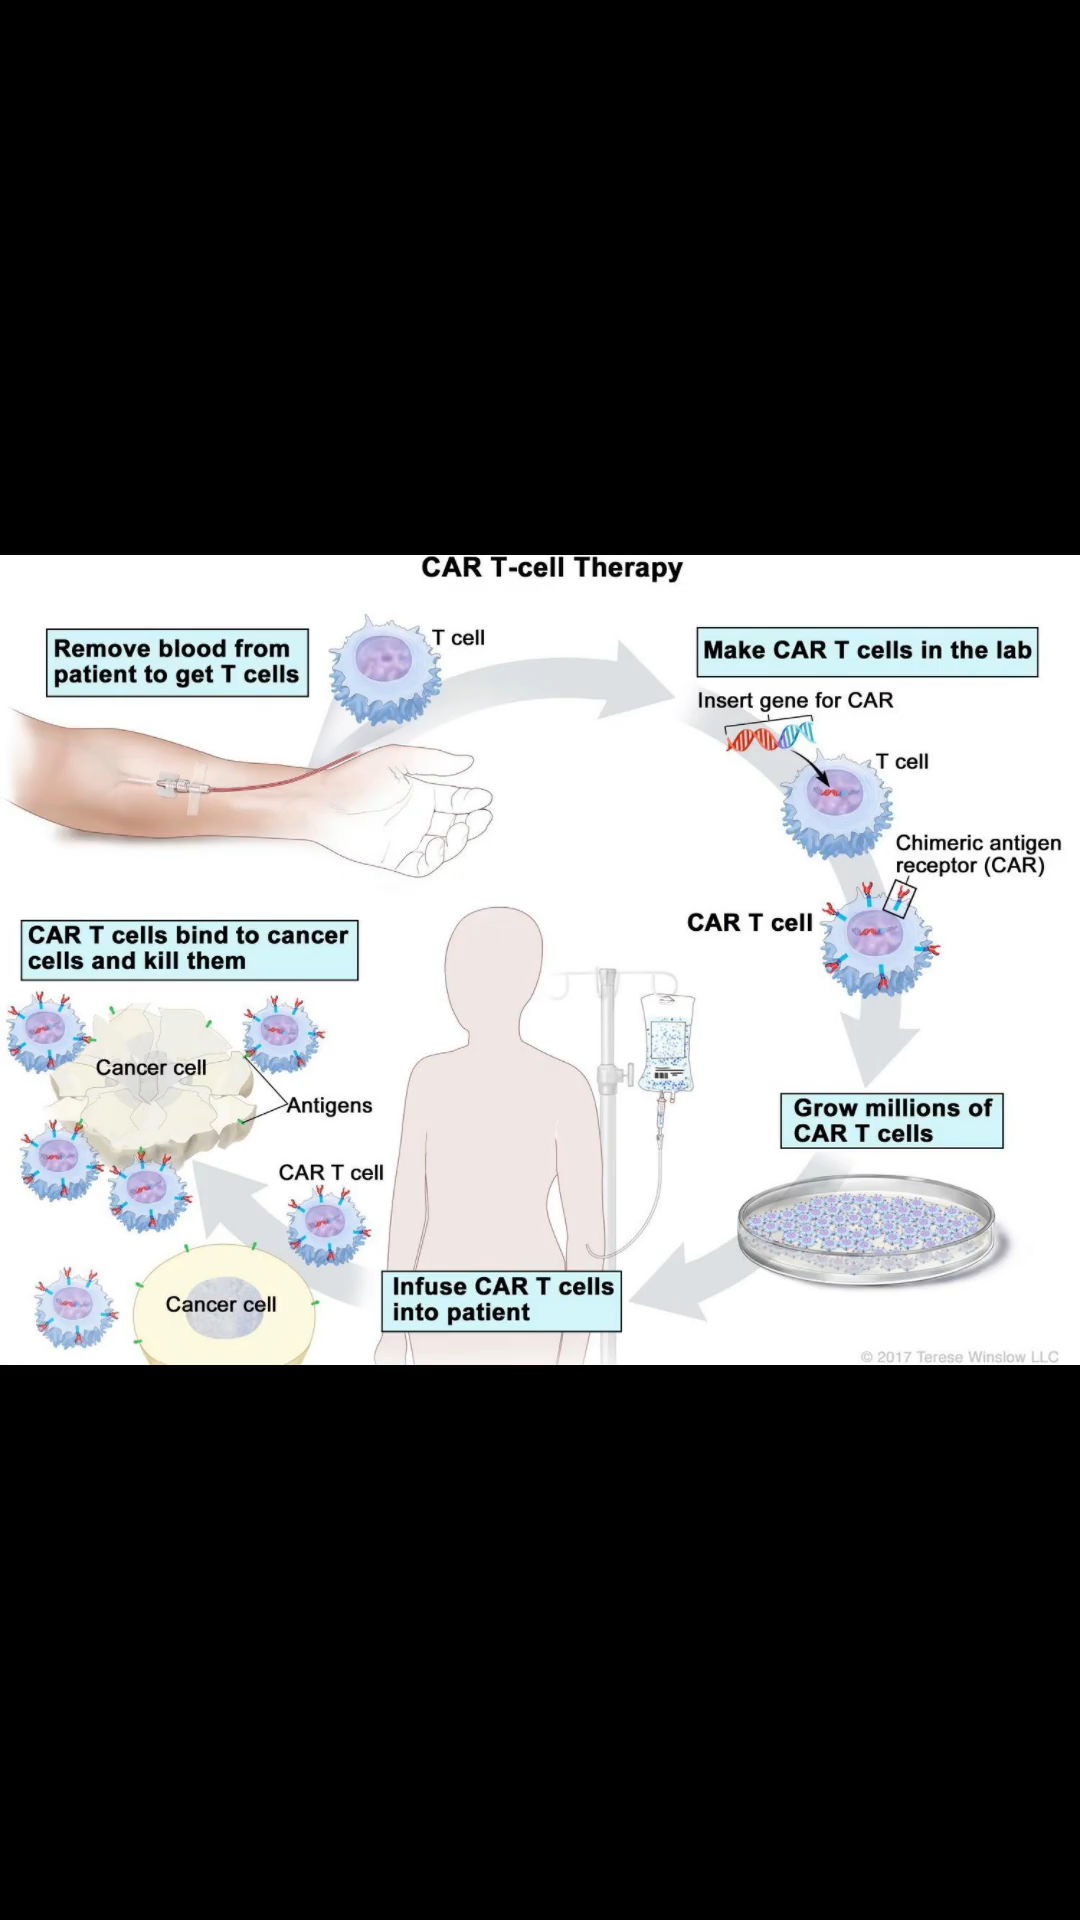 CAR T-cell Therapy
Remove blood from
patient to get T cells
T cell
Make CAR T cells in the lab
Insert gene for CAR
T cell
Chimeric antigen
receptor (CAR)
CAR T cell
Grow millions of
CAR T cells
Infuse CAR T cells
into patient
CAR T cells bind to cancer
cells and kill them
Cancer cell
Antigens
CAR T cell
Cancer cell
© 2017 Terese Winslow LLC